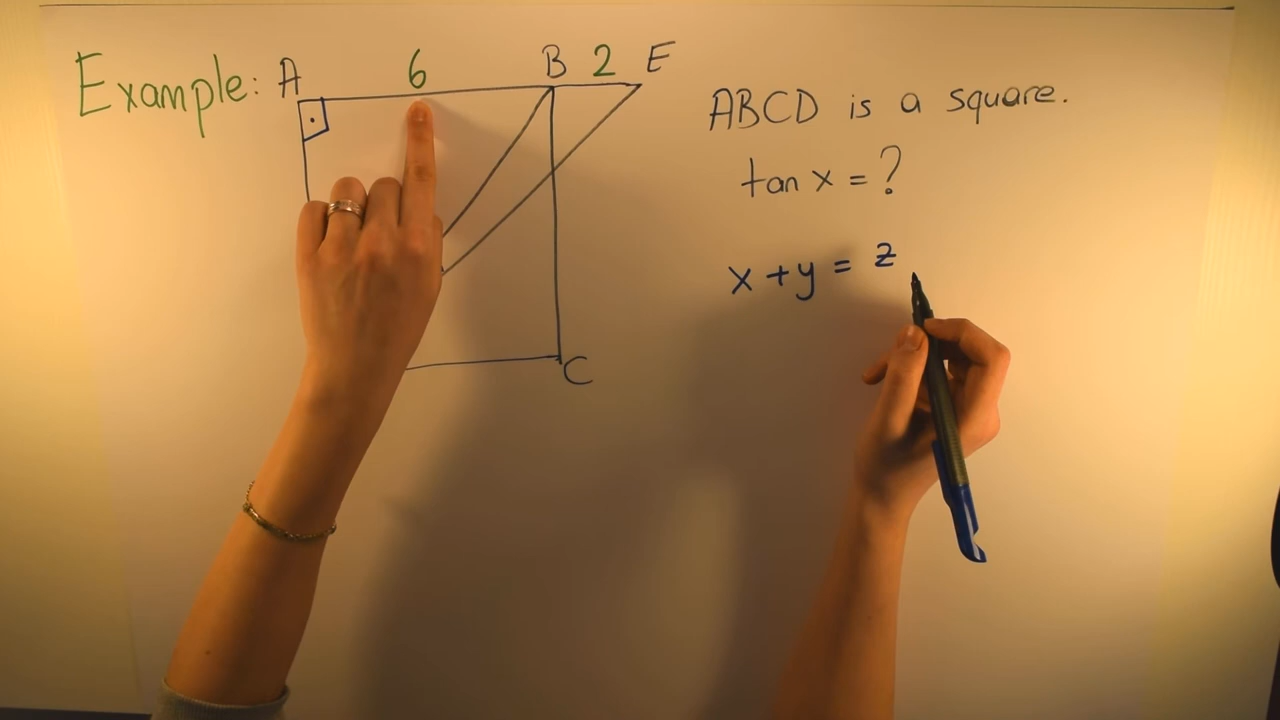 Example: A 6 B 2 E
ABCD is a square.
tan x = ?
x + y = z
C